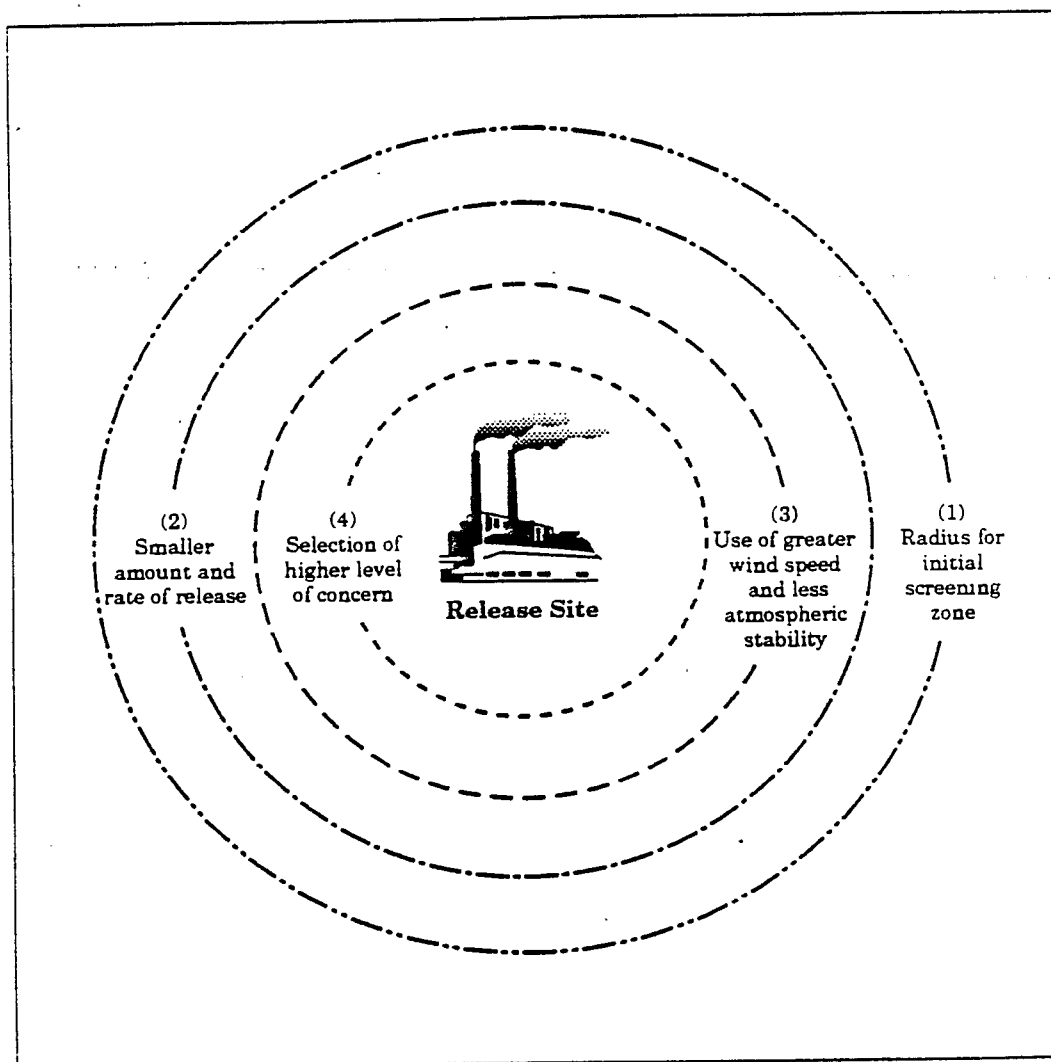 (2)
Smaller
amount and
rate of release
(4)
Selection of
higher level
of concern
Release Site
(3)
Use of greater
wind speed
and less
atmospheric
stability
(1)
Radius for
initial
screening
zone